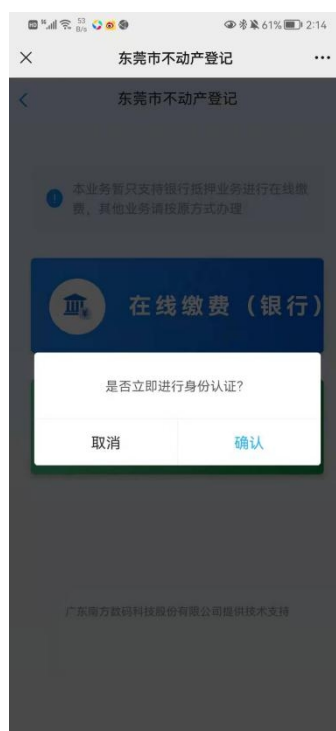 53
B/s
61% 2:14
东莞市不动产登记
东莞市不动产登记
本业务暂只支持银行抵押业务进行在线缴
费，其他业务请按原方式办理
在线缴费（银行）
是否立即进行身份认证?
取消 确认
广东南方数码科技股份有限公司提供技术支持